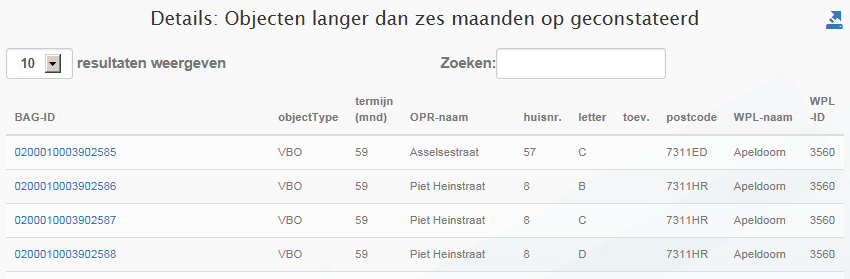 Details: Objecten langer dan zes maanden op geconstateerd
10 resultaten weergeven Zoeken:
BAG-ID objectType termijn (mnd) OPR-naam huisnr. letter toev. postcode WPL-naam WPL -ID
0200010003902585 VBO 59 Asselsestraat 57 C 7311ED Apeldoorn 3560
0200010003902586 VBO 59 Piet Heinstraat 8 B 7311HR Apeldoorn 3560
0200010003902587 VBO 59 Piet Heinstraat 8 C 7311HR Apeldoorn 3560
0200010003902588 VBO 59 Piet Heinstraat 8 D 7311HR Apeldoorn 3560